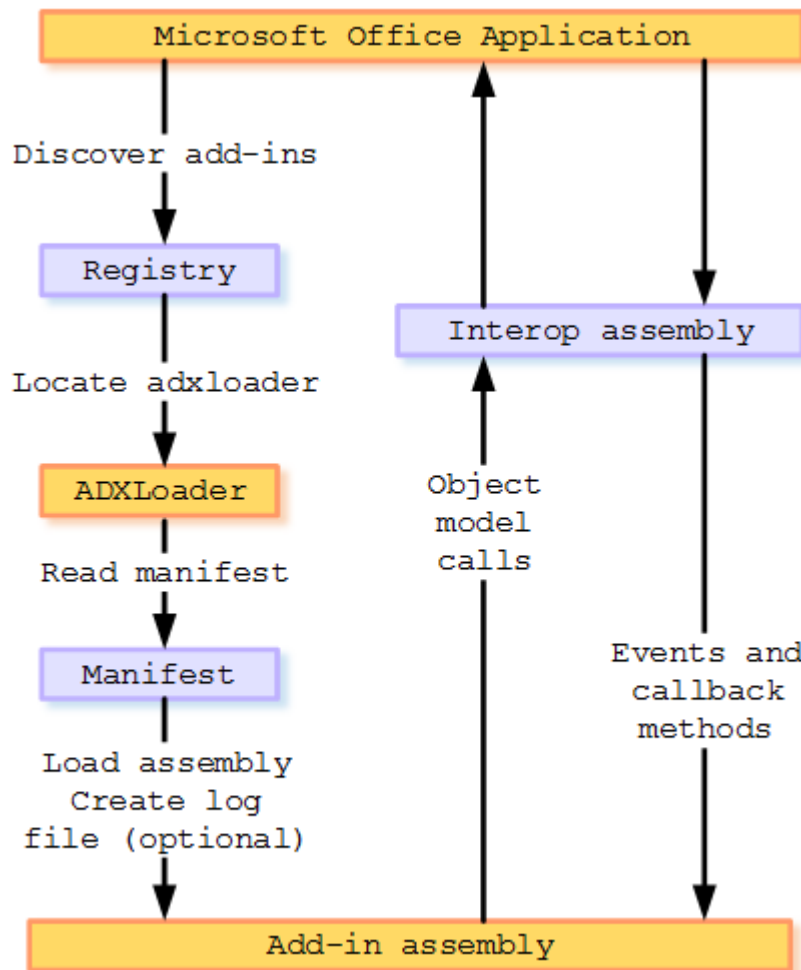 Microsoft Office Application
Discover add-ins
Registry
Locate adxloader
ADXLoader
Read manifest
Manifest
Load assembly
Create log
file (optional)
Interop assembly
Object
model
calls
Events and
callback
methods
Add-in assembly